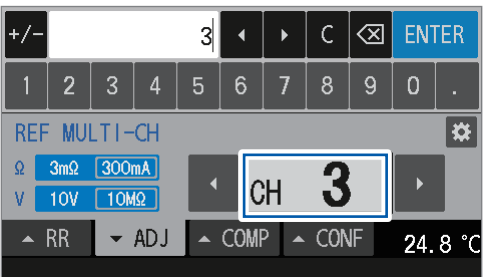 +/- 3 C ENTER
1 2 3 4 5 6 7 8 9 0 .
REF MULTI-CH
Ω 3mΩ 300mA
V 10V 10MΩ
CH 3
RR ADJ COMP CONF 24.8 °C